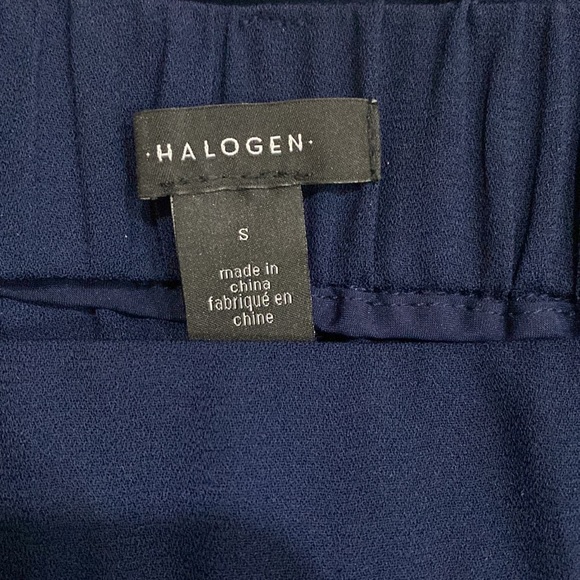 ·HALOGEN·
S
made in
china
fabriqué en
chine